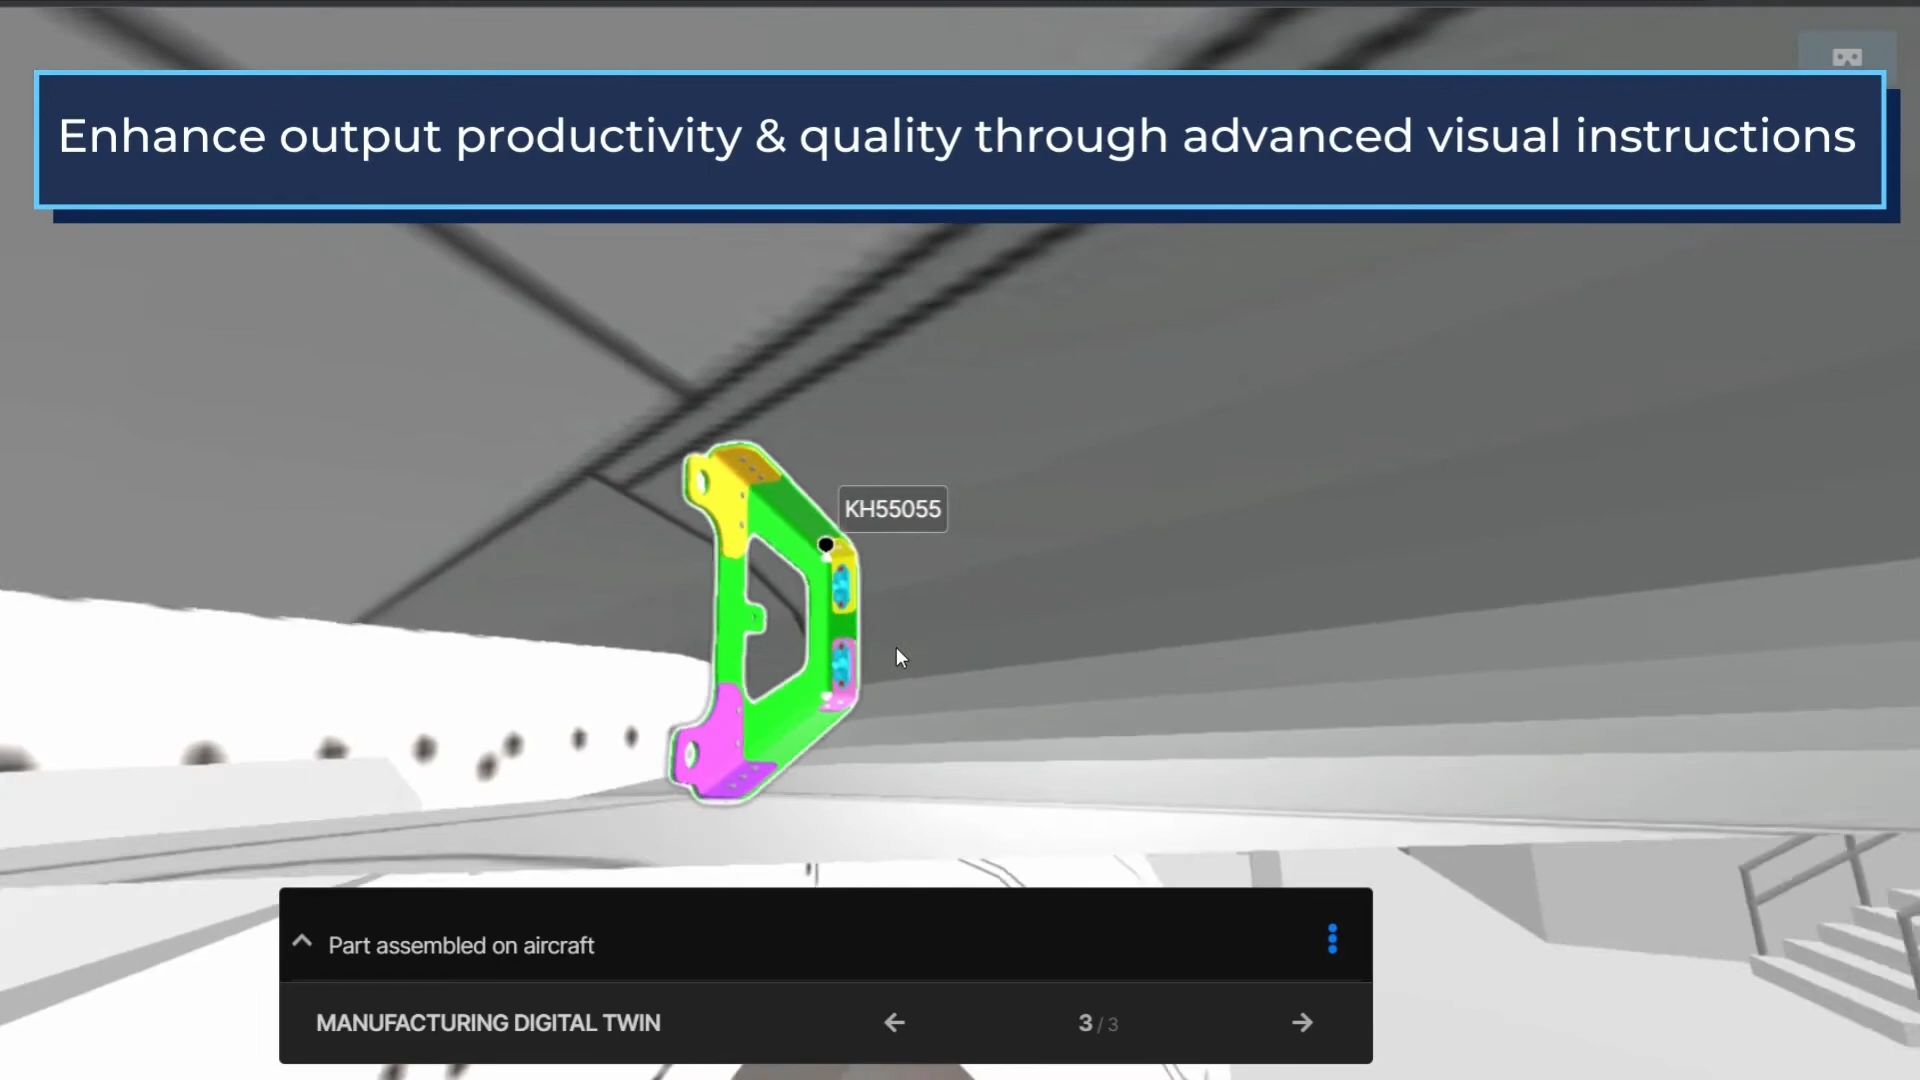 Enhance output productivity & quality through advanced visual instructions
KH55055
Part assembled on aircraft
MANUFACTURING DIGITAL TWIN
3 / 3